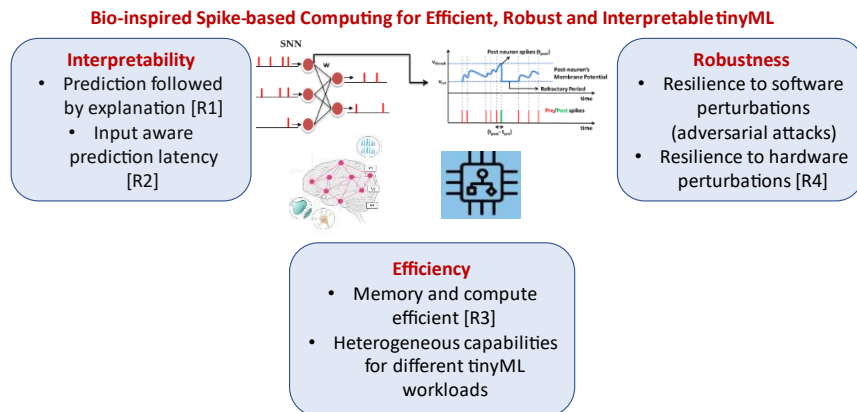 Bio-inspired Spike-based Computing for Efficient, Robust and Interpretable tinyML
Interpretability
• Prediction followed
by explanation [R1]
• Input aware
prediction latency
[R2]
SNN
w
Post neuron spikes (tpost)
Vthresh
Post-neuron's
Membrane Potential
Refractory Period
time
Pre/Post spikes
time
Robustness
• Resilience to software
perturbations
(adversarial attacks)
• Resilience to hardware
perturbations [R4]
Efficiency
• Memory and compute
efficient [R3]
• Heterogeneous capabilities
for different tinyML
workloads